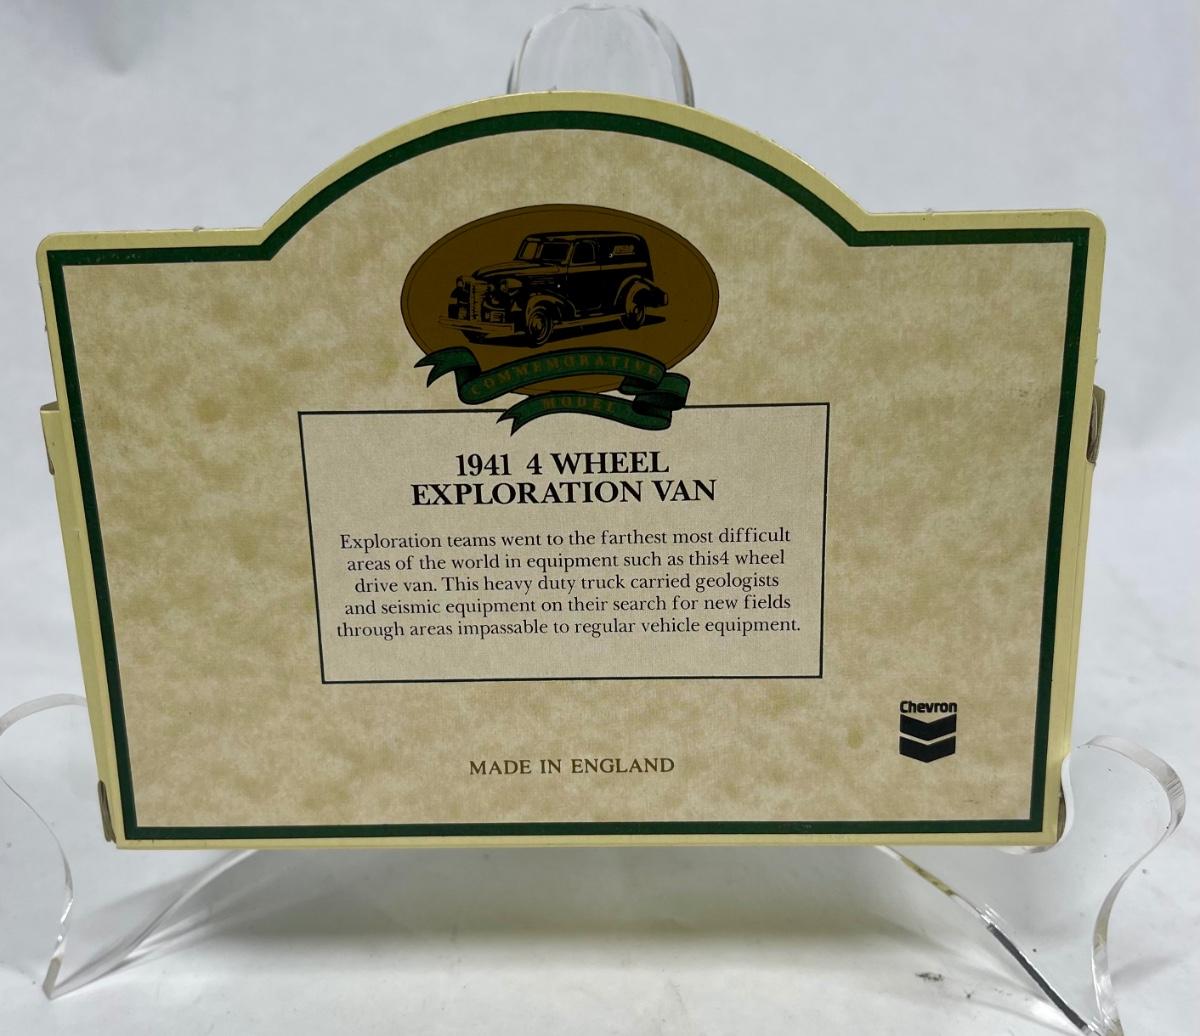 COMMEMORATIVE
MODEL
1941 4 WHEEL
EXPLORATION VAN
Exploration teams went to the farthest most difficult
areas of the world in equipment such as this4 wheel
drive van. This heavy duty truck carried geologists
and seismic equipment on their search for new fields
through areas impassable to regular vehicle equipment.
Chevron
MADE IN ENGLAND